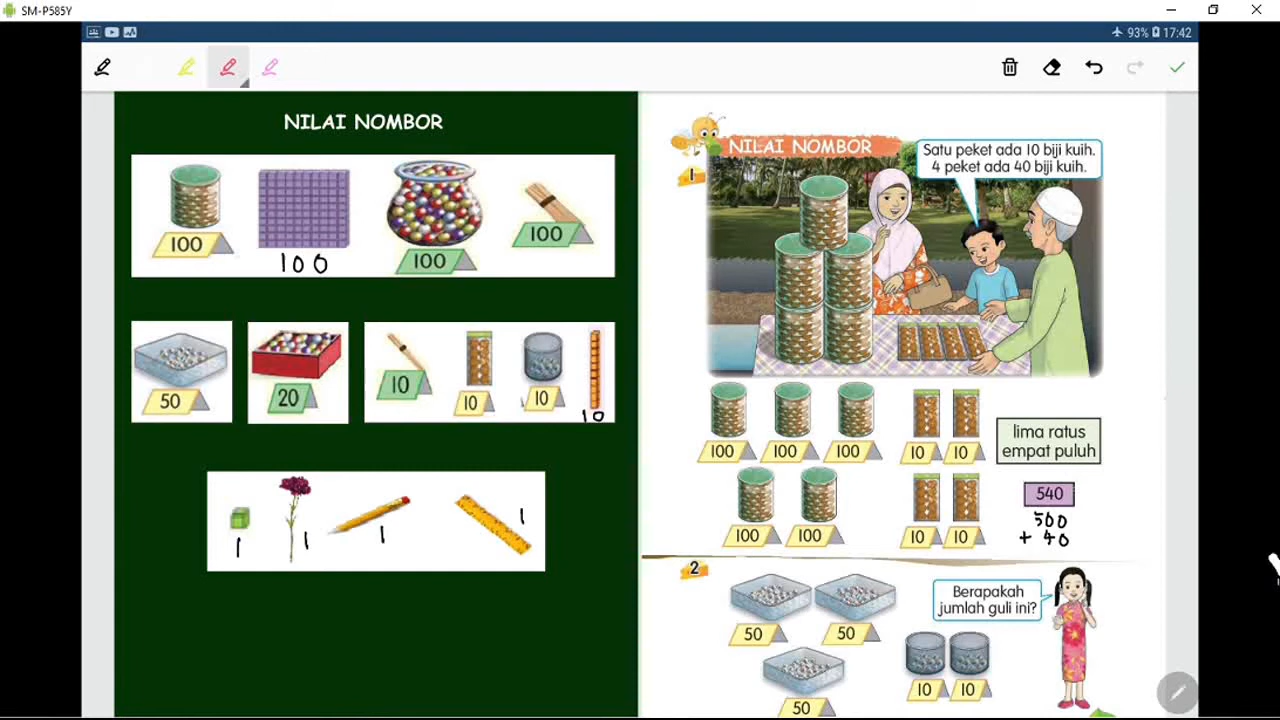 SM-P585Y
93% 17:42
NILAI NOMBOR
100
100
100
100
50
20
10
10
10
10
1
1
1
1
NILAI NOMBOR
1
Satu peket ada 10 biji kuih.
4 peket ada 40 biji kuih.
100 100 100 10 10
lima ratus
empat puluh
100 100 10 10
540
500
+ 40
2
Berapakah
jumlah guli ini?
50 50
10 10
50